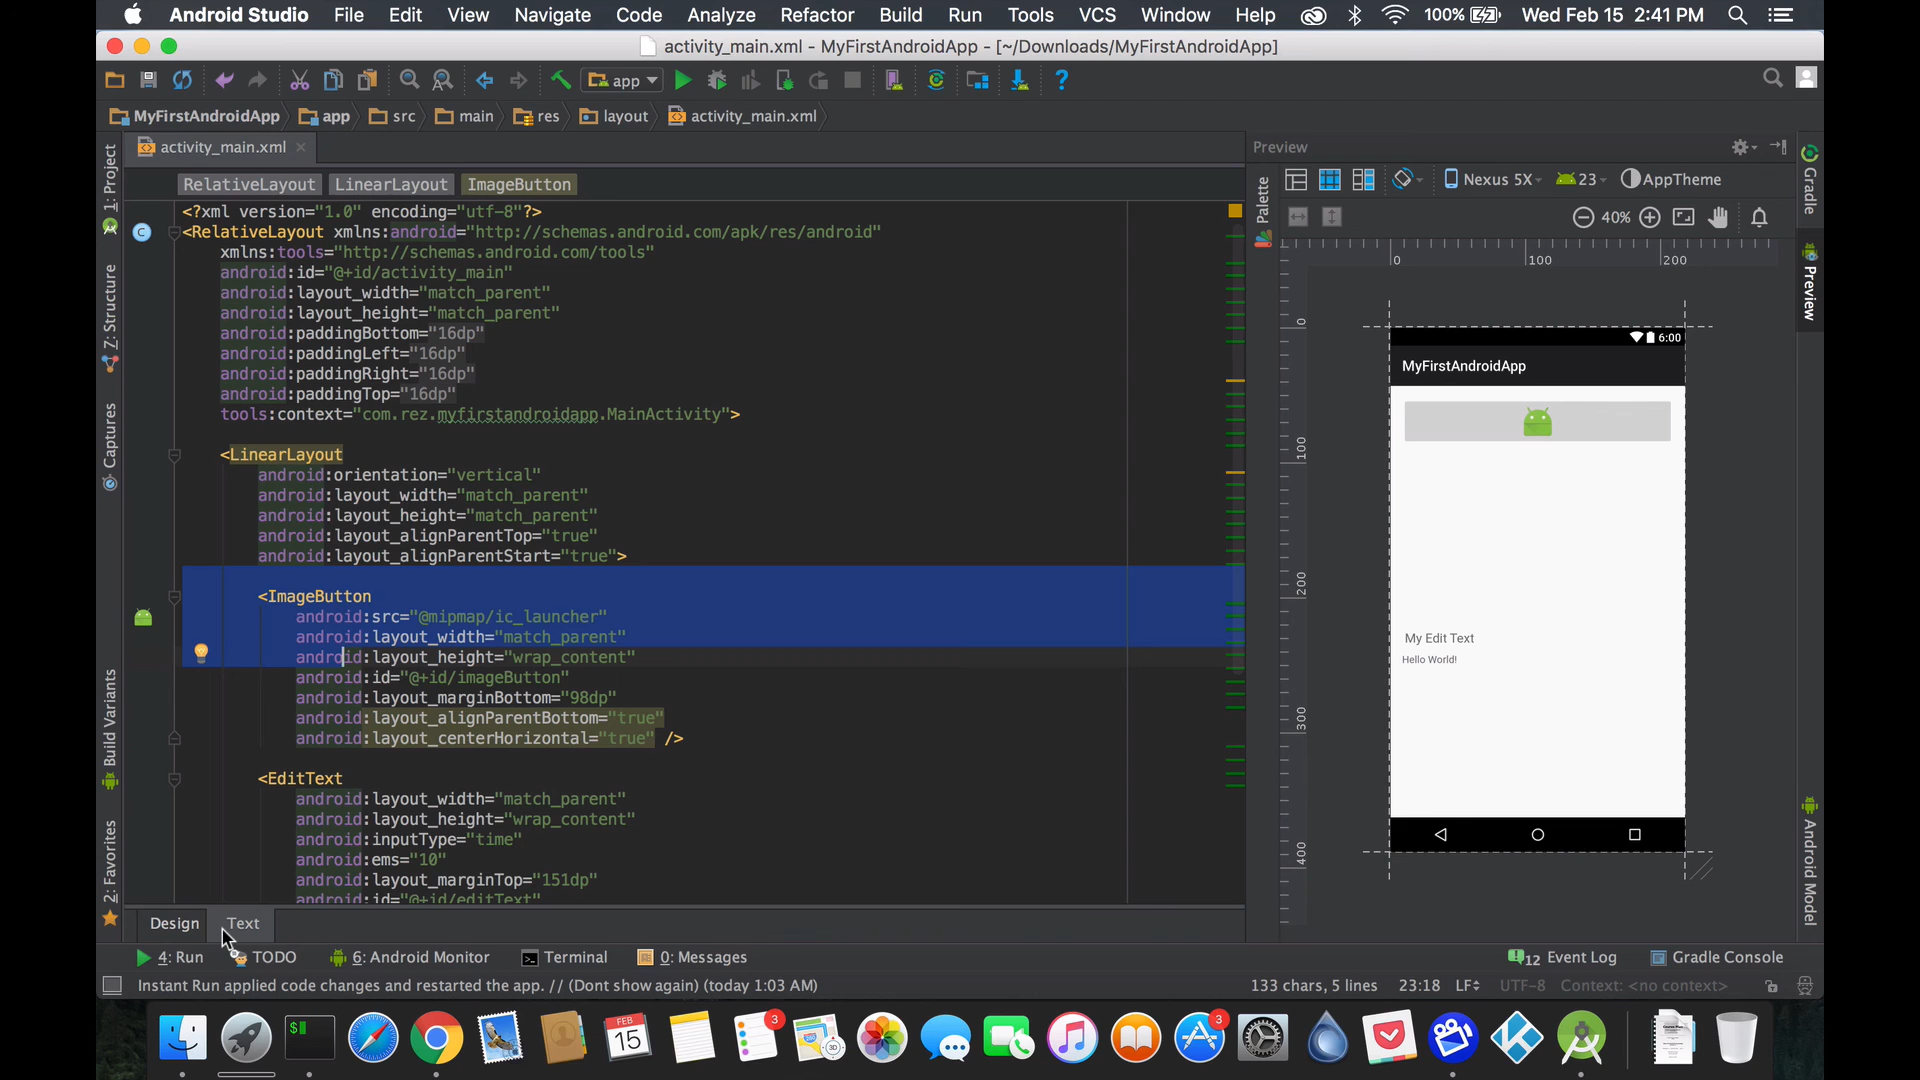 Android Studio File Edit View Navigate Code Analyze Refactor Build Run Tools VCS Window Help 100% Wed Feb 15 2:41 PM
activity_main.xml - MyFirstAndroidApp - [~/Downloads/MyFirstAndroidApp]
app
MyFirstAndroidApp app src main res layout activity_main.xml
activity_main.xml
RelativeLayout LinearLayout ImageButton
<?xml version="1.0" encoding="utf-8"?>
<RelativeLayout xmlns:android="http://schemas.android.com/apk/res/android"
xmlns:tools="http://schemas.android.com/tools"
android:id="@+id/activity_main"
android:layout_width="match_parent"
android:layout_height="match_parent"
android:paddingBottom="16dp"
android:paddingLeft="16dp"
android:paddingRight="16dp"
android:paddingTop="16dp"
tools:context="com.rez.myfirstandroidapp.MainActivity">
<LinearLayout
android:orientation="vertical"
android:layout_width="match_parent"
android:layout_height="match_parent"
android:layout_alignParentTop="true"
android:layout_alignParentStart="true">
<ImageButton
android:src="@mipmap/ic_launcher"
android:layout_width="match_parent"
android:layout_height="wrap_content"
android:id="@+id/imageButton"
android:layout_marginBottom="98dp"
android:layout_alignParentBottom="true"
android:layout_centerHorizontal="true" />
<EditText
android:layout_width="match_parent"
android:layout_height="wrap_content"
android:inputType="time"
android:ems="10"
android:layout_marginTop="151dp"
android:id="@+id/editText"
Design Text
1: Project
7: Structure
Captures
Build Variants
2: Favorites
Preview
Palette
Nexus 5X 23 AppTheme
40%
0 100 200
0
100
200
300
400
6:00
MyFirstAndroidApp
My Edit Text
Hello World!
Gradle
Preview
Android Model
4: Run TODO 6: Android Monitor Terminal 0: Messages 12 Event Log Gradle Console
Instant Run applied code changes and restarted the app. // (Dont show again) (today 1:03 AM) 133 chars, 5 lines 23:18 LF UTF-8 Context: <no context>
$
FEB
15
3
3D
3